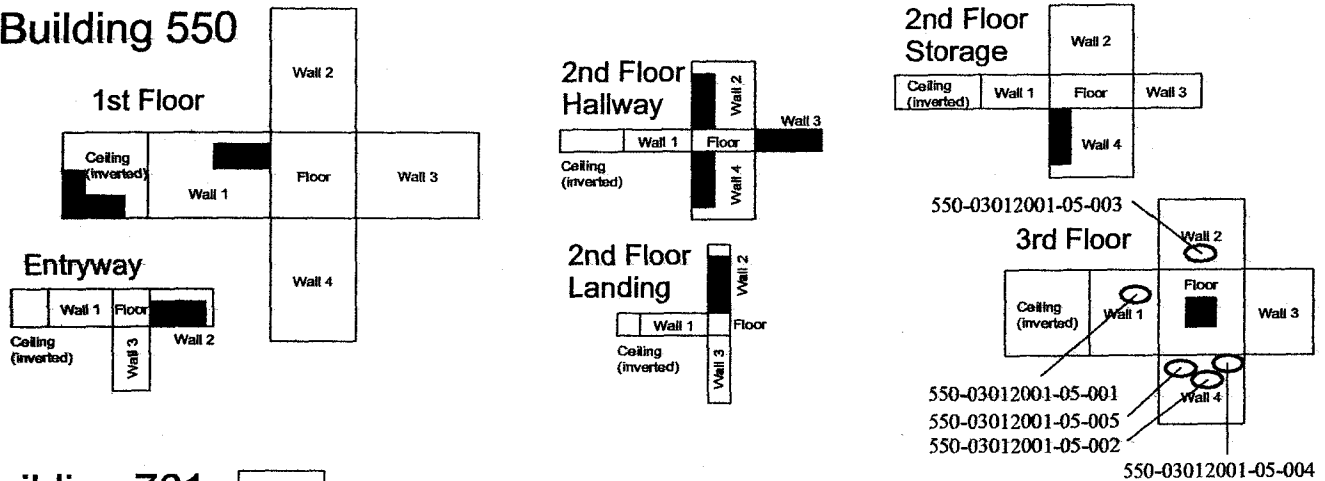 Building 550
1st Floor
Wall 2
Ceiling
(inverted)
Wall 1
Floor
Wall 3
Wall 4
Entryway
Wall 1
Floor
Wall 2
Wall 3
Ceiling
(inverted)
2nd Floor
Hallway
Wall 2
Wall 3
Wall 1
Floor
Ceiling
(inverted)
Wall 4
2nd Floor
Landing
Wall 2
Wall 1
Floor
Ceiling
(inverted)
Wall 3
2nd Floor
Storage
Wall 2
Ceiling
(inverted)
Wall 1
Floor
Wall 3
Wall 4
550-03012001-05-003
3rd Floor
Wall 2
Floor
Ceiling
(inverted)
Wall 1
Wall 3
550-03012001-05-001
Wall 4
550-03012001-05-005
550-03012001-05-002
550-03012001-05-004